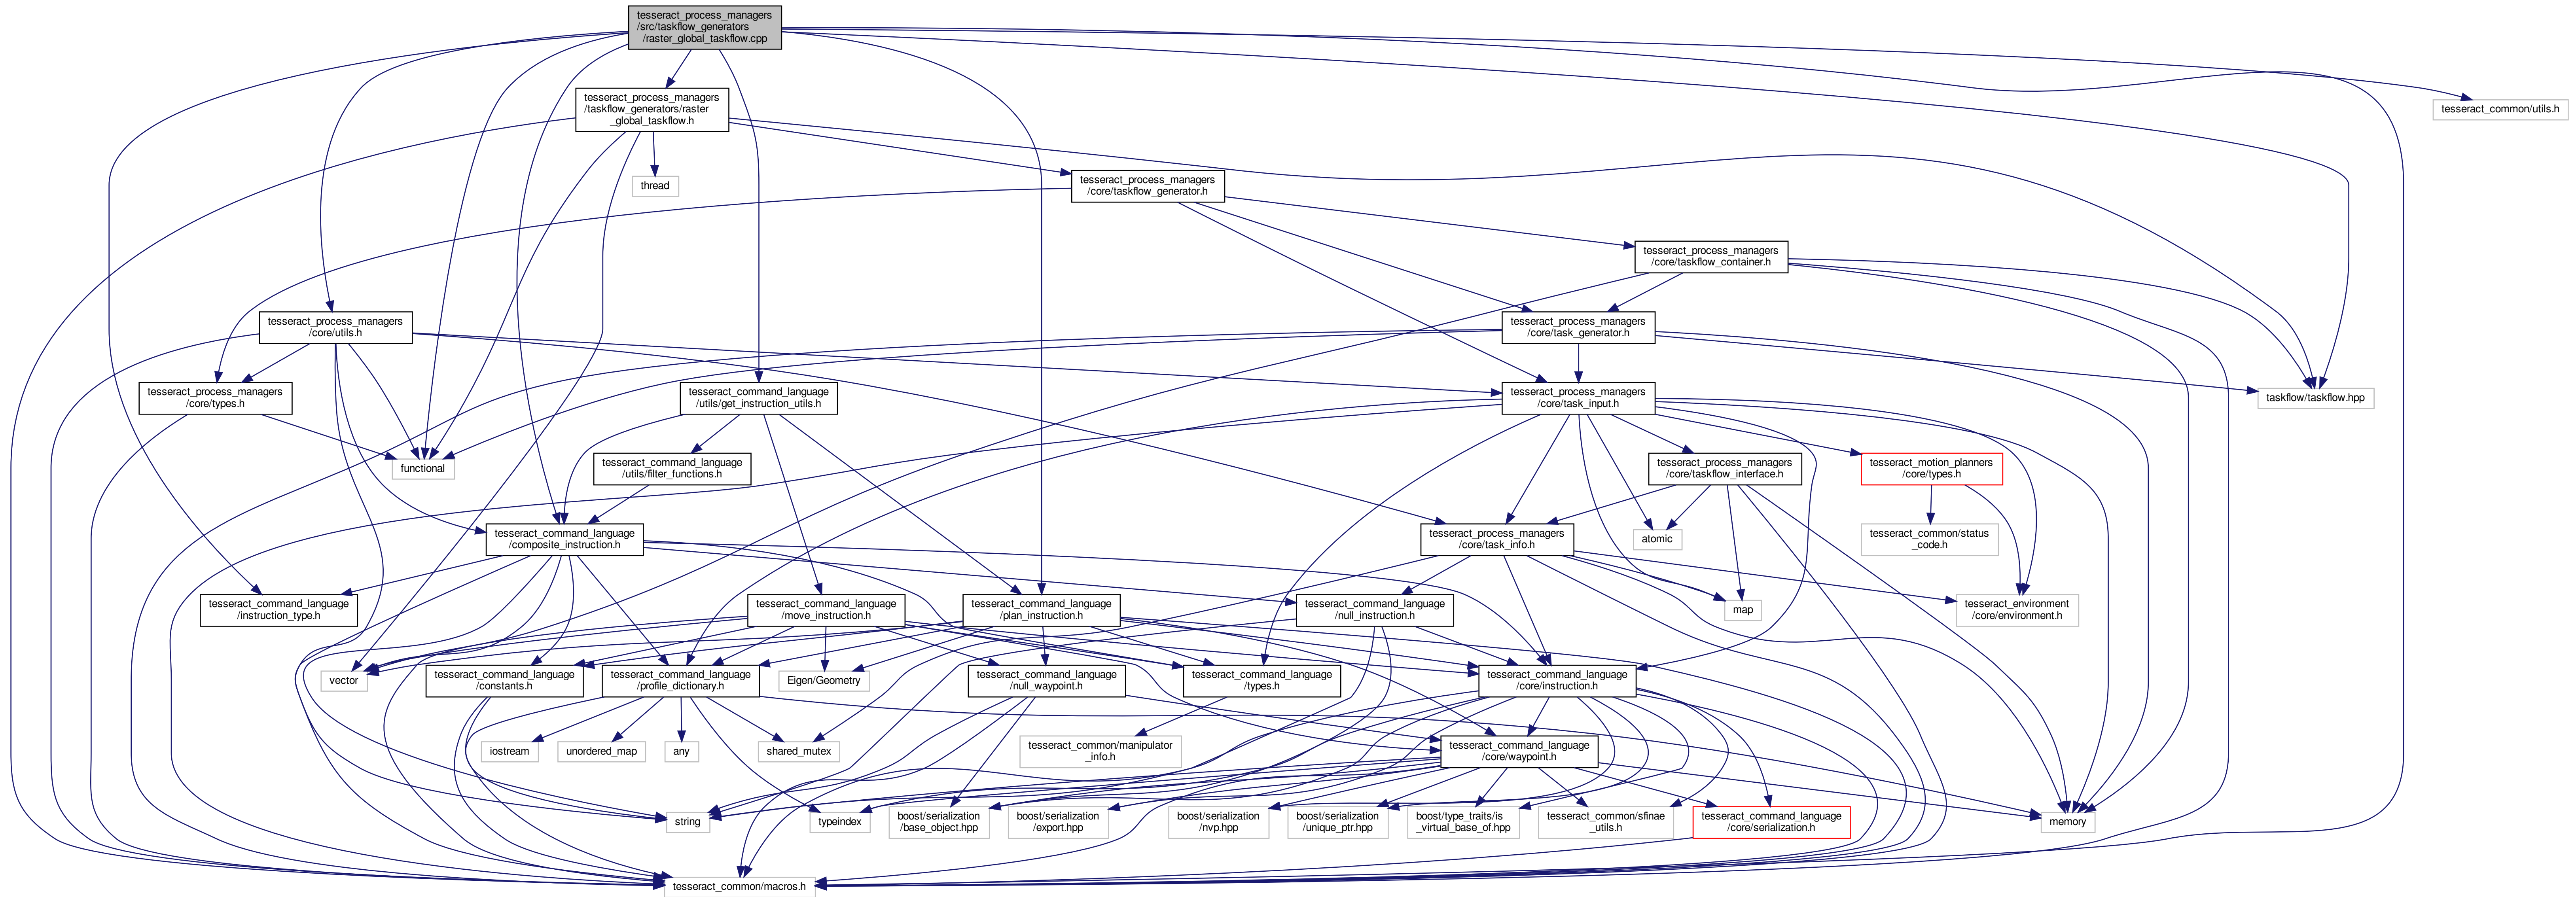 tesseract_process_managers
/src/taskflow_generators
/raster_global_taskflow.cpp
tesseract_process_managers
/taskflow_generators/raster
_global_taskflow.h
tesseract_common/utils.h
thread
tesseract_process_managers
/core/taskflow_generator.h
tesseract_process_managers
/core/taskflow_container.h
tesseract_process_managers
/core/utils.h
tesseract_process_managers
/core/task_generator.h
tesseract_process_managers
/core/types.h
tesseract_command_language
/utils/get_instruction_utils.h
tesseract_process_managers
/core/task_input.h
taskflow/taskflow.hpp
functional
tesseract_command_language
/utils/filter_functions.h
tesseract_process_managers
/core/taskflow_interface.h
tesseract_motion_planners
/core/types.h
tesseract_command_language
/composite_instruction.h
tesseract_process_managers
/core/task_info.h
atomic
tesseract_common/status
_code.h
tesseract_command_language
/instruction_type.h
tesseract_command_language
/move_instruction.h
tesseract_command_language
/plan_instruction.h
tesseract_command_language
/null_instruction.h
map
tesseract_environment
/core/environment.h
vector
tesseract_command_language
/constants.h
tesseract_command_language
/profile_dictionary.h
Eigen/Geometry
tesseract_command_language
/null_waypoint.h
tesseract_command_language
/types.h
tesseract_command_language
/core/instruction.h
iostream
unordered_map
any
shared_mutex
tesseract_common/manipulator
_info.h
tesseract_command_language
/core/waypoint.h
string
typeindex
boost/serialization
/base_object.hpp
boost/serialization
/export.hpp
boost/serialization
/nvp.hpp
boost/serialization
/unique_ptr.hpp
boost/type_traits/is
_virtual_base_of.hpp
tesseract_common/sfinae
_utils.h
tesseract_command_language
/core/serialization.h
memory
tesseract_common/macros.h